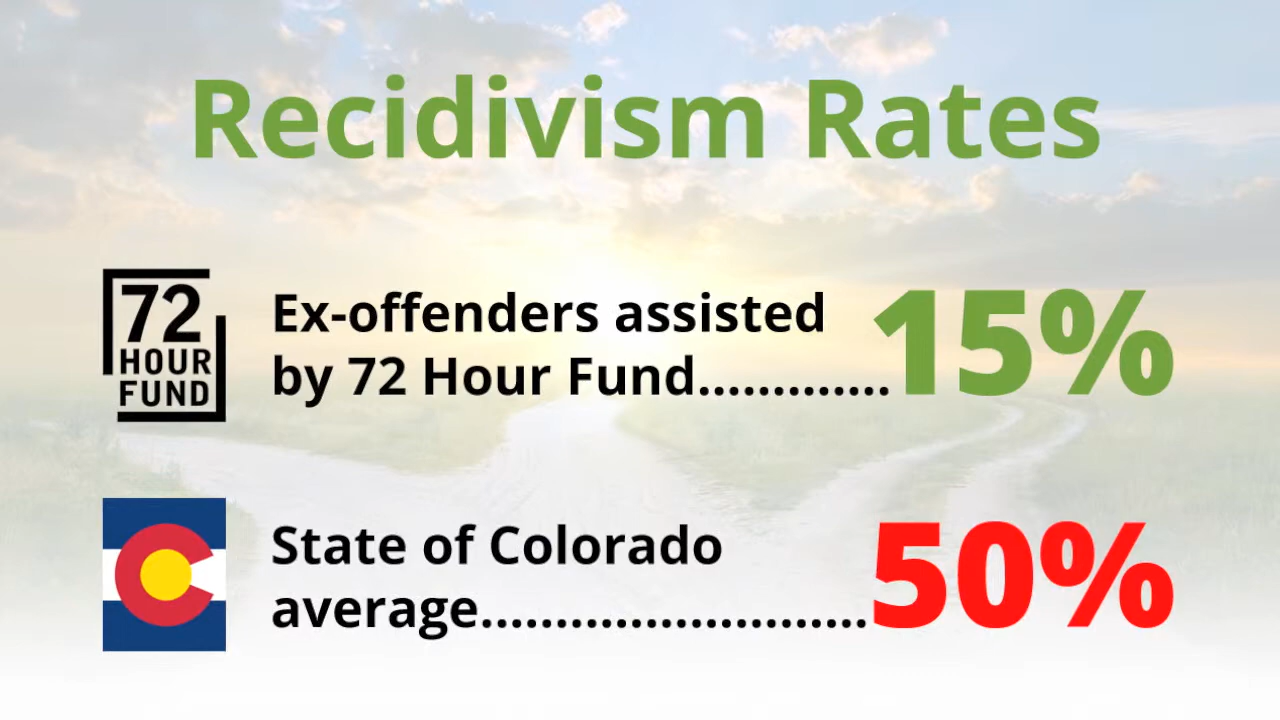 Recidivism Rates
72
HOUR
FUND
Ex-offenders assisted
by 72 Hour Fund.............15%
State of Colorado
average..........................50%